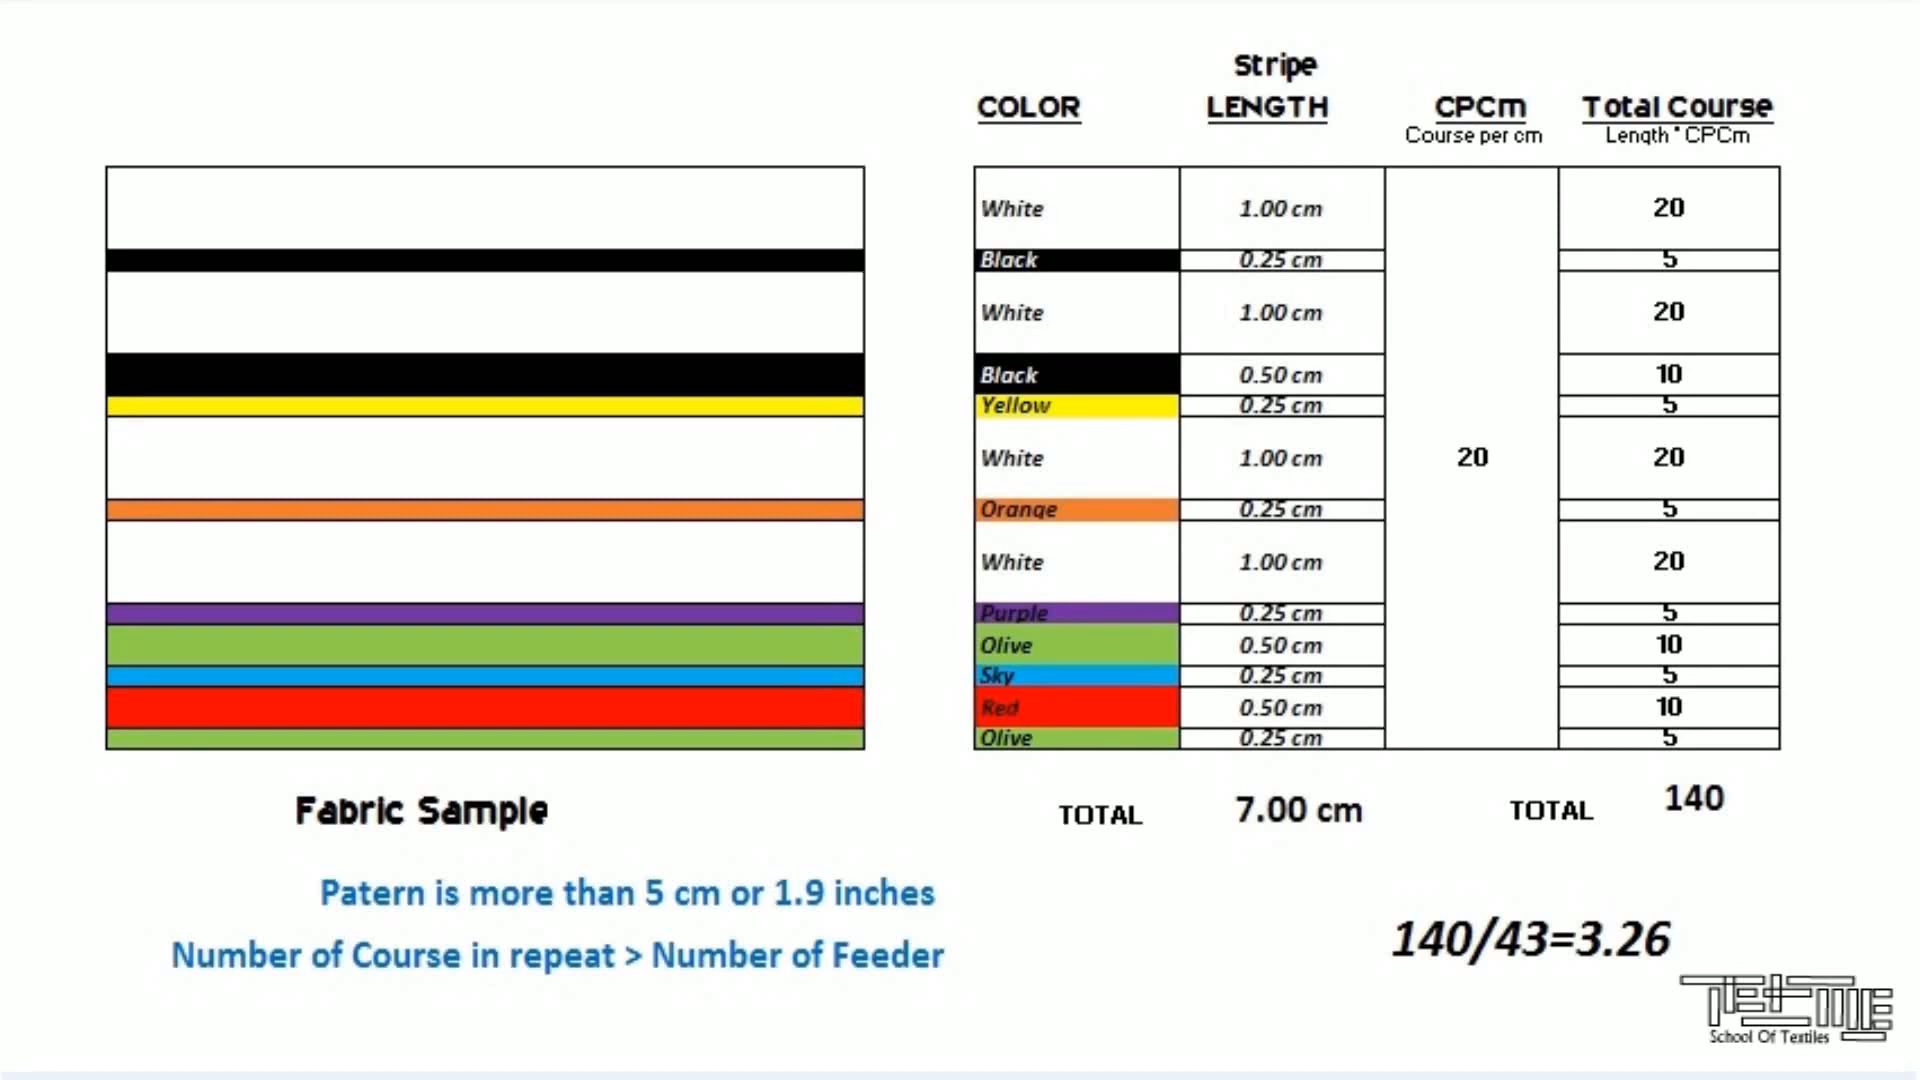 Stripe
COLOR LENGTH CPCm Total Course
Course per cm Length * CPCm
White 1.00 cm 20
Black 0.25 cm 5
White 1.00 cm 20
Black 0.50 cm 10
Yellow 0.25 cm 5
White 1.00 cm 20 20
Orange 0.25 cm 5
White 1.00 cm 20
Purple 0.25 cm 5
Olive 0.50 cm 10
Sky 0.25 cm 5
Red 0.50 cm 10
Olive 0.25 cm 5
Fabric Sample TOTAL 7.00 cm TOTAL 140
Patern is more than 5 cm or 1.9 inches
Number of Course in repeat > Number of Feeder
140/43=3.26
School Of Textiles